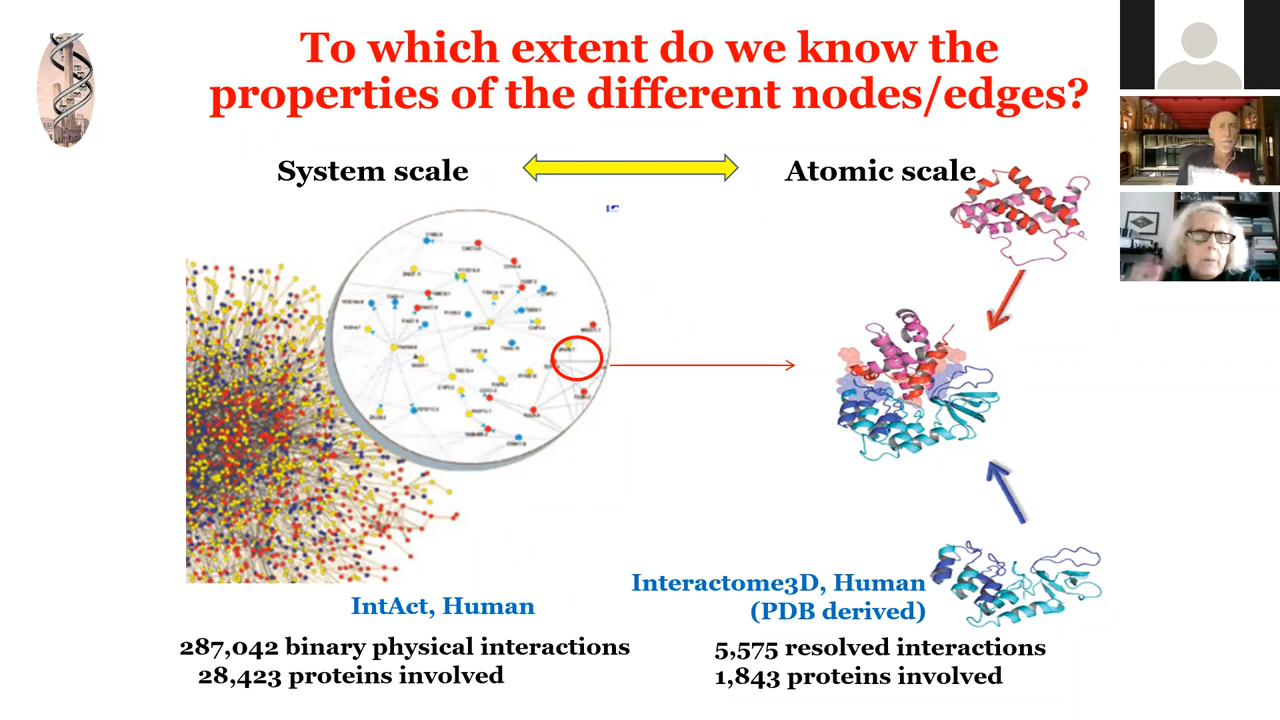 To which extent do we know the
properties of the different nodes/edges?
System scale
Atomic scale
IntAct, Human
287,042 binary physical interactions
28,423 proteins involved
Interactome3D, Human
(PDB derived)
5,575 resolved interactions
1,843 proteins involved